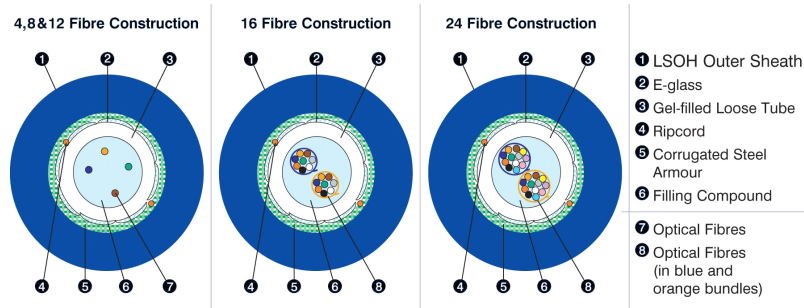 4,8&12 Fibre Construction
1 2 3
4 5 6 7
16 Fibre Construction
1 2 3
4 5 6 8
24 Fibre Construction
1 2 3
4 5 6 8
1 LSOH Outer Sheath
2 E-glass
3 Gel-filled Loose Tube
4 Ripcord
5 Corrugated Steel
Armour
6 Filling Compound
7 Optical Fibres
8 Optical Fibres
(in blue and
orange bundles)